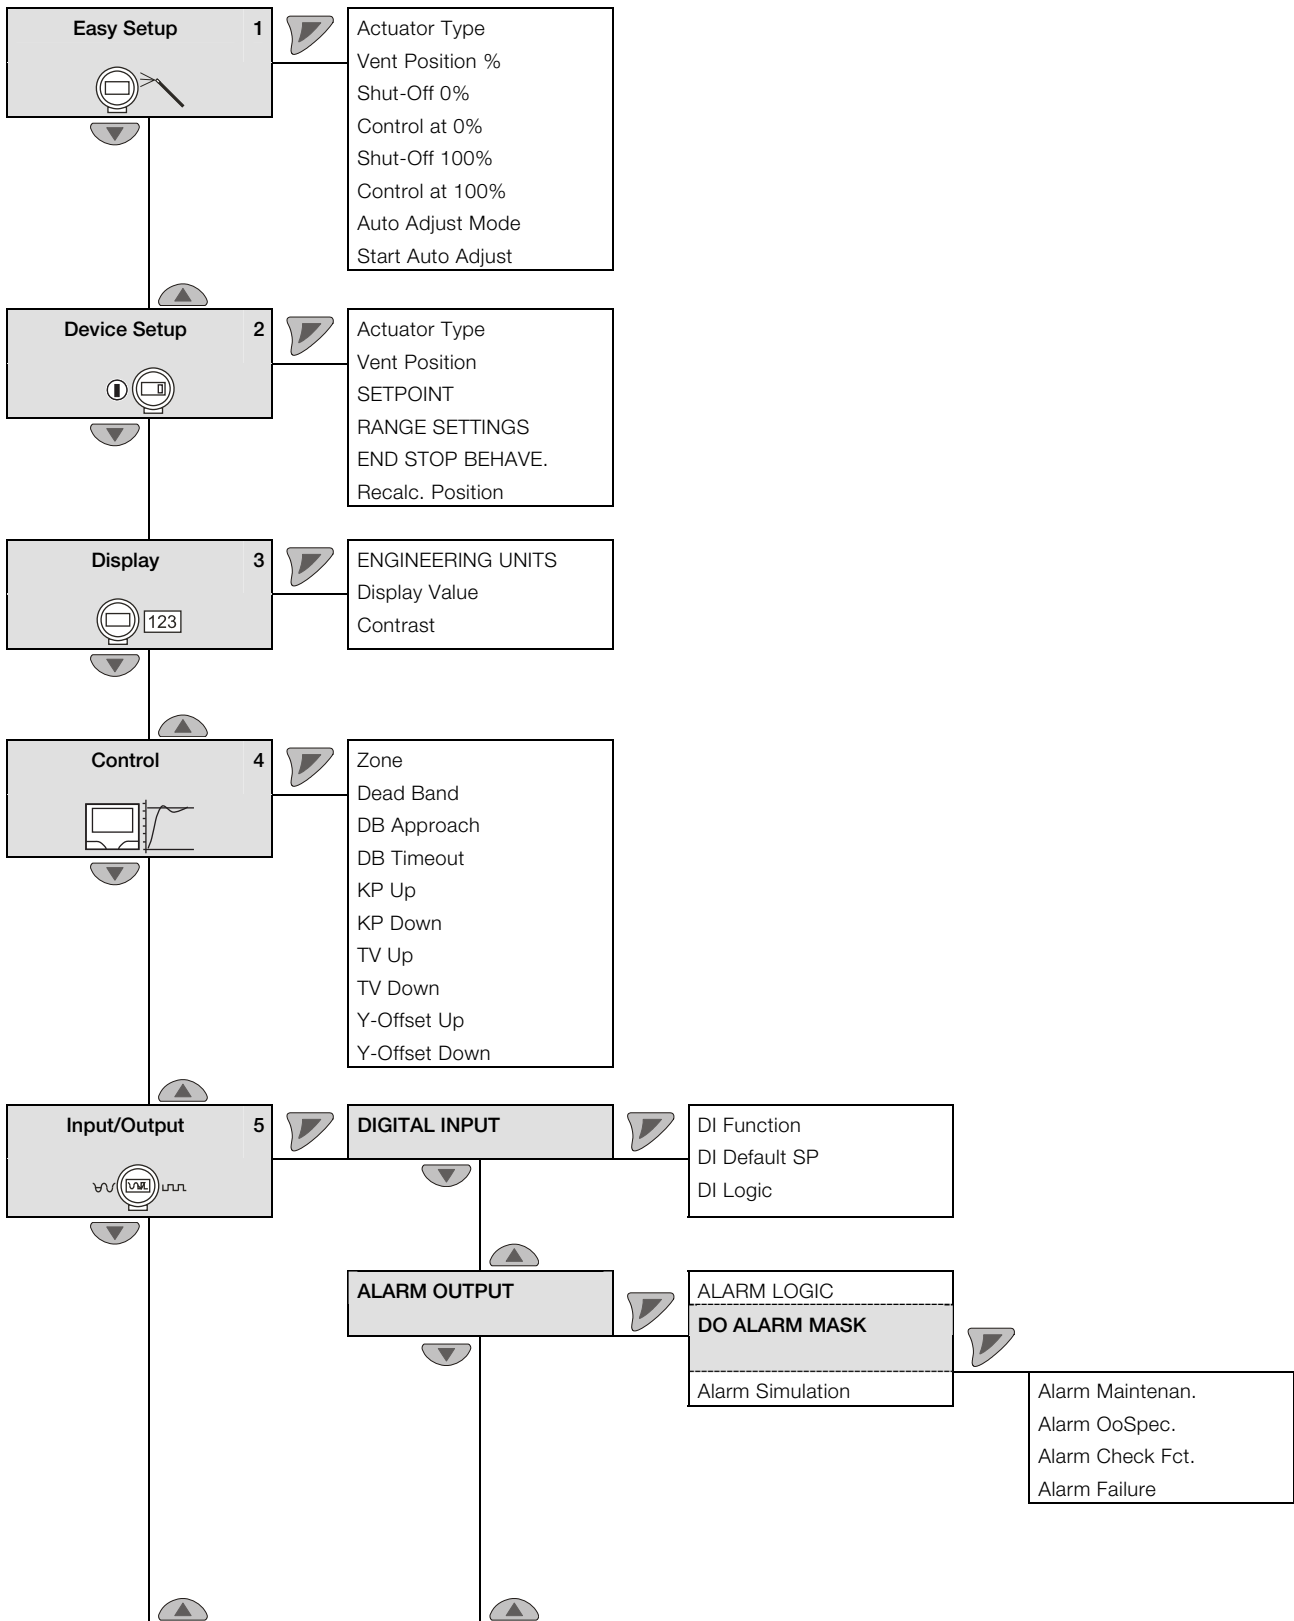 Easy Setup 1
Actuator Type
Vent Position %
Shut-Off 0%
Control at 0%
Shut-Off 100%
Control at 100%
Auto Adjust Mode
Start Auto Adjust
Device Setup 2
Actuator Type
Vent Position
SETPOINT
RANGE SETTINGS
END STOP BEHAVE.
Recalc. Position
Display 3
123
ENGINEERING UNITS
Display Value
Contrast
Control 4
Zone
Dead Band
DB Approach
DB Timeout
KP Up
KP Down
TV Up
TV Down
Y-Offset Up
Y-Offset Down
Input/Output 5
DIGITAL INPUT
DI Function
DI Default SP
DI Logic
ALARM OUTPUT
ALARM LOGIC
DO ALARM MASK
Alarm Simulation
Alarm Maintenan.
Alarm OoSpec.
Alarm Check Fct.
Alarm Failure